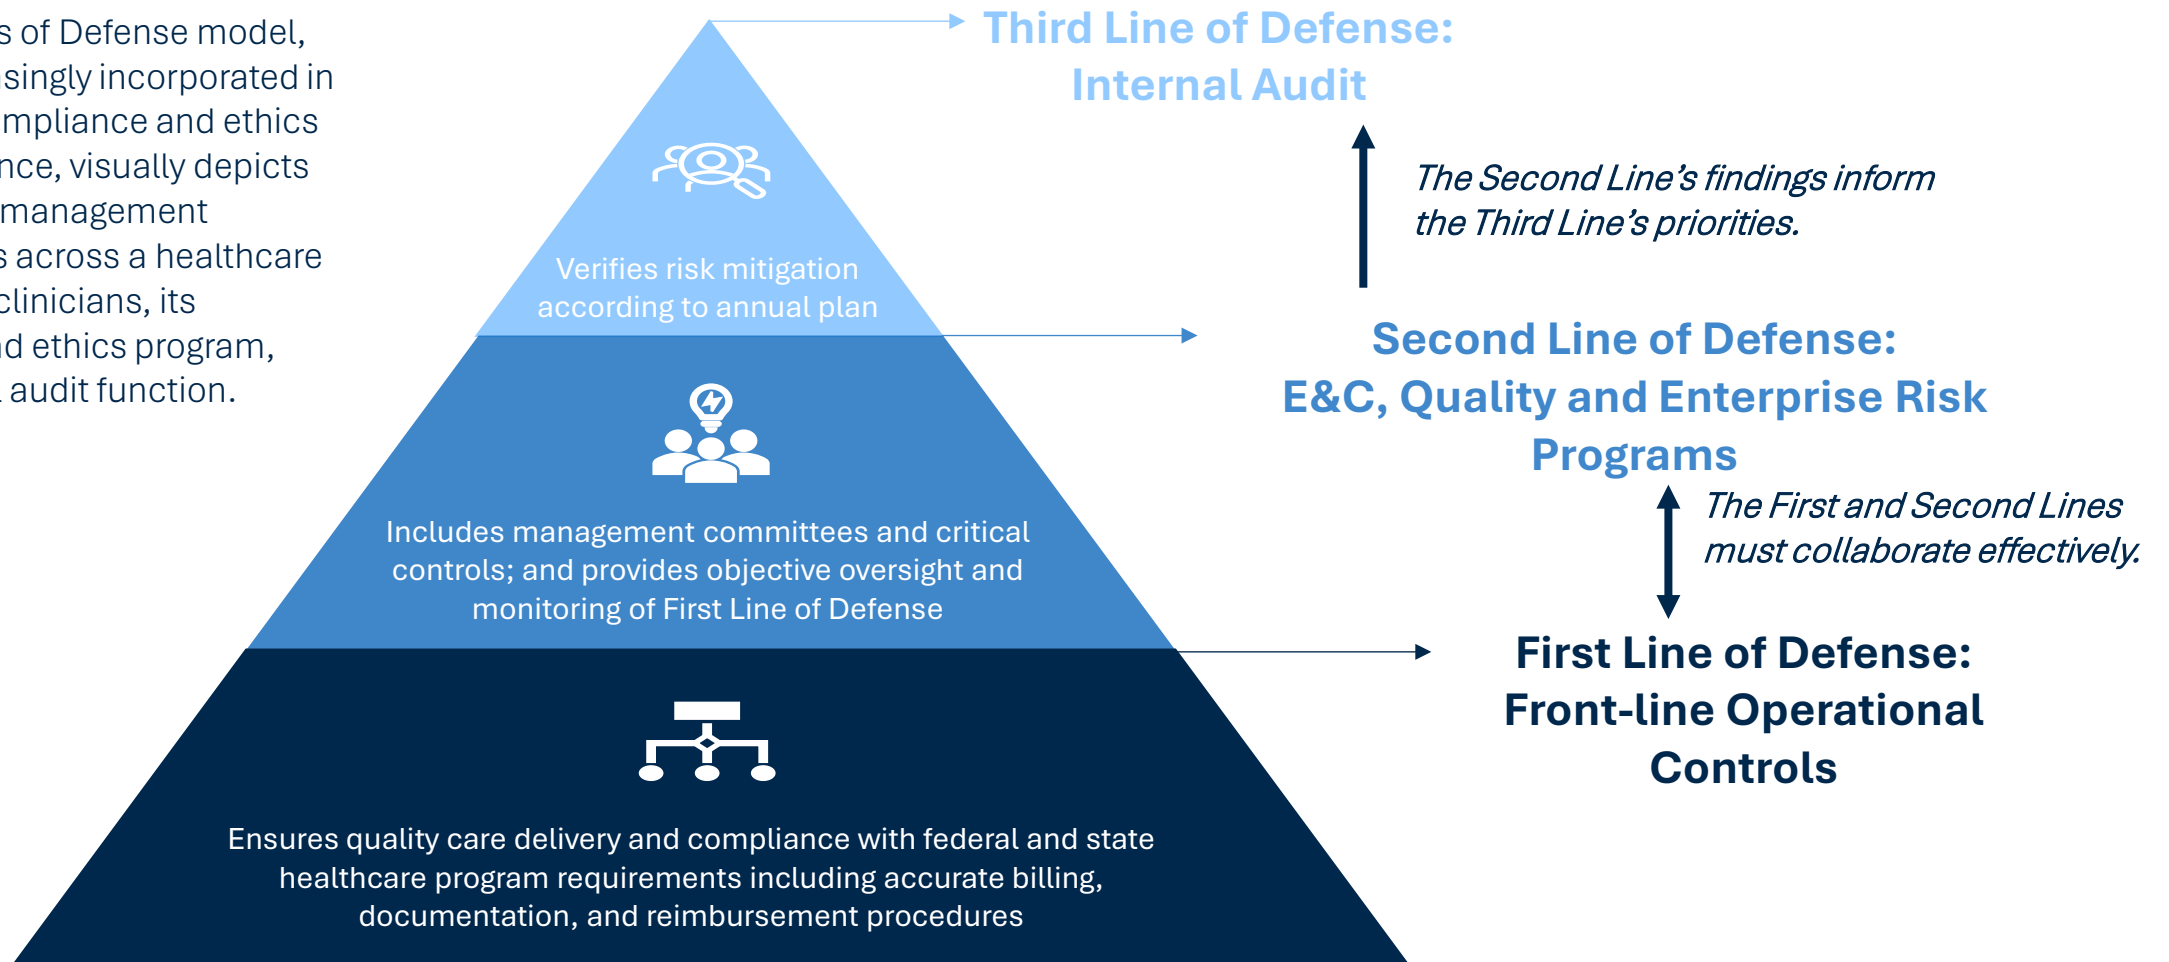 s of Defense model,
asingly incorporated in
mpliance and ethics
nce, visually depicts
management
s across a healthcare
clinicians, its
nd ethics program,
audit function.
Third Line of Defense:
Internal Audit
The Second Line’s findings inform
the Third Line’s priorities.
Verifies risk mitigation
according to annual plan
Second Line of Defense:
E&C, Quality and Enterprise Risk
Programs
The First and Second Lines
must collaborate effectively.
Includes management committees and critical
controls; and provides objective oversight and
monitoring of First Line of Defense
First Line of Defense:
Front-line Operational
Controls
Ensures quality care delivery and compliance with federal and state
healthcare program requirements including accurate billing,
documentation, and reimbursement procedures